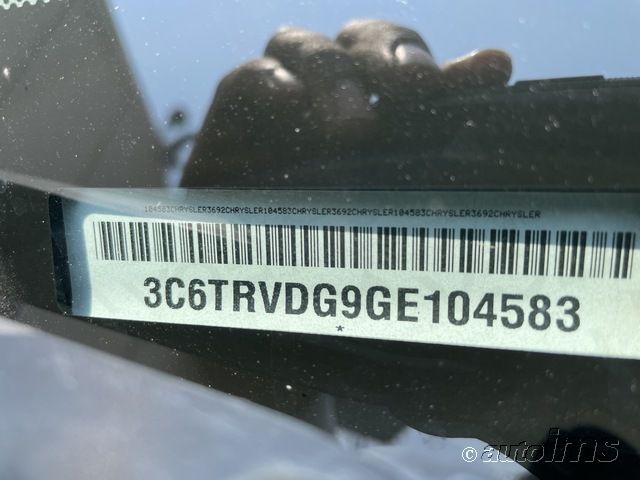 104583CHRYSLER3692CHRYSLER104583CHRYSLER3692CHRYSLER104583CHRYSLER3692CHRYSLER
3C6TRVDG9GE104583
*
© autoims